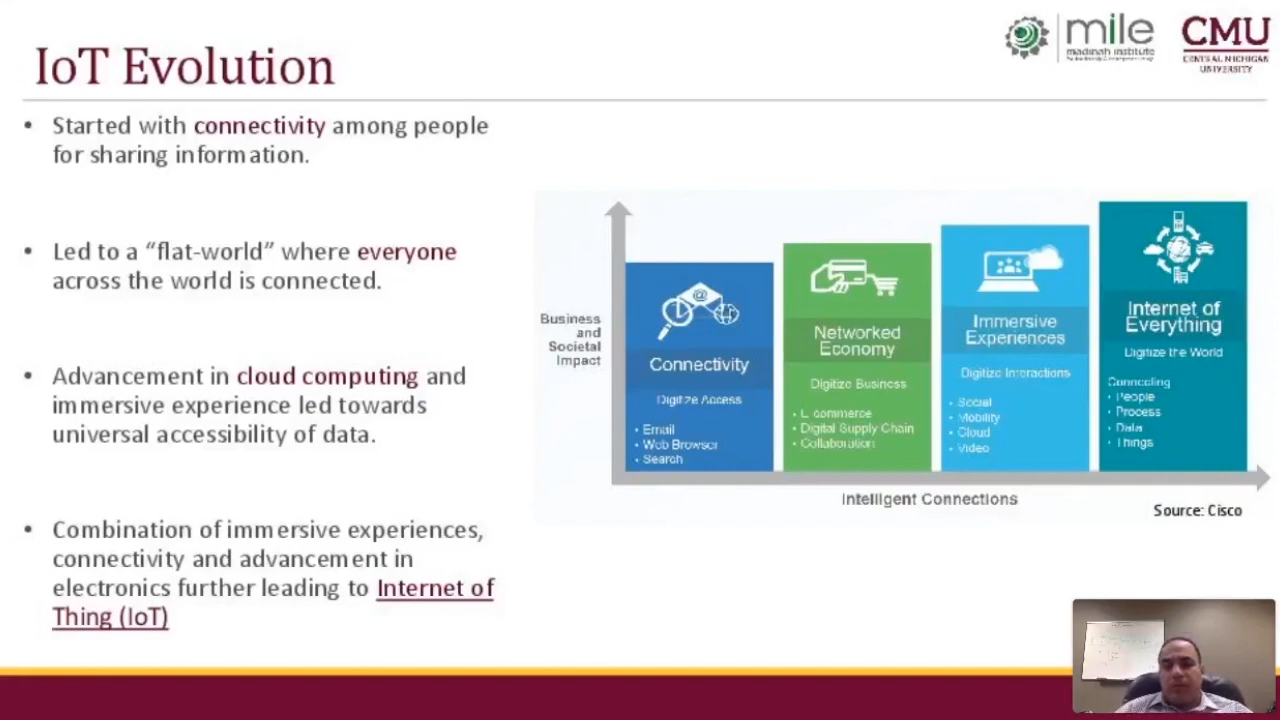 IoT Evolution
mile
madinah institute
CMU
CENTRAL MICHIGAN
UNIVERSITY
• Started with connectivity among people
for sharing information.
• Led to a “flat-world” where everyone
across the world is connected.
• Advancement in cloud computing and
immersive experience led towards
universal accessibility of data.
• Combination of immersive experiences,
connectivity and advancement in
electronics further leading to Internet of
Thing (IoT)
Business
and
Societal
Impact
@
Connectivity
Digitize Access
• Email
• Web Browser
• Search
Networked
Economy
Digitize Business
• E-commerce
• Digital Supply Chain
• Collaboration
Immersive
Experiences
Digitize Interactions
• Social
• Mobility
• Cloud
• Video
Internet of
Everything
Digitize the World
Connecting
• People
• Process
• Data
• Things
Intelligent Connections
Source: Cisco